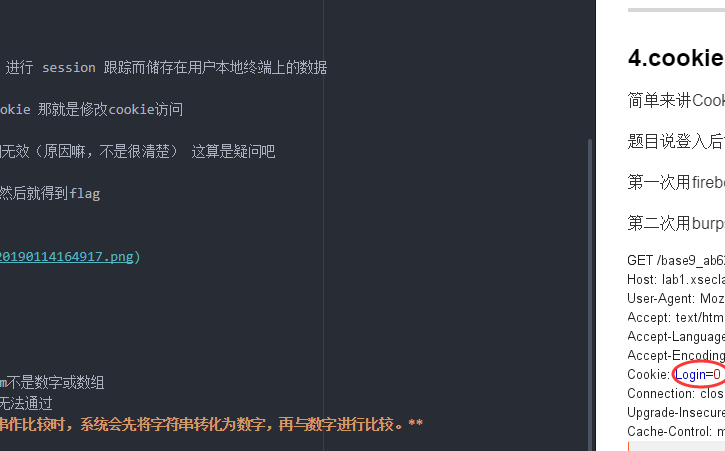 进行 session 跟踪而储存在用户本地终端上的数据
okie 那就是修改cookie访问
无效（原因嘛，不是很清楚） 这算是疑问吧
然后就得到flag
20190114164917.png)
m不是数字或数组
无法通过
串作比较时，系统会先将字符串转化为数字，再与数字进行比较。**
4.cookie
简单来讲Cook
题目说登入后
第一次用fireb
第二次用burp
GET /base9_ab6
Host: lab1.xsecla
User-Agent: Moz
Accept: text/htm
Accept-Language
Accept-Encoding
Cookie: Login=0
Connection: clos
Upgrade-Insecure
Cache-Control: m